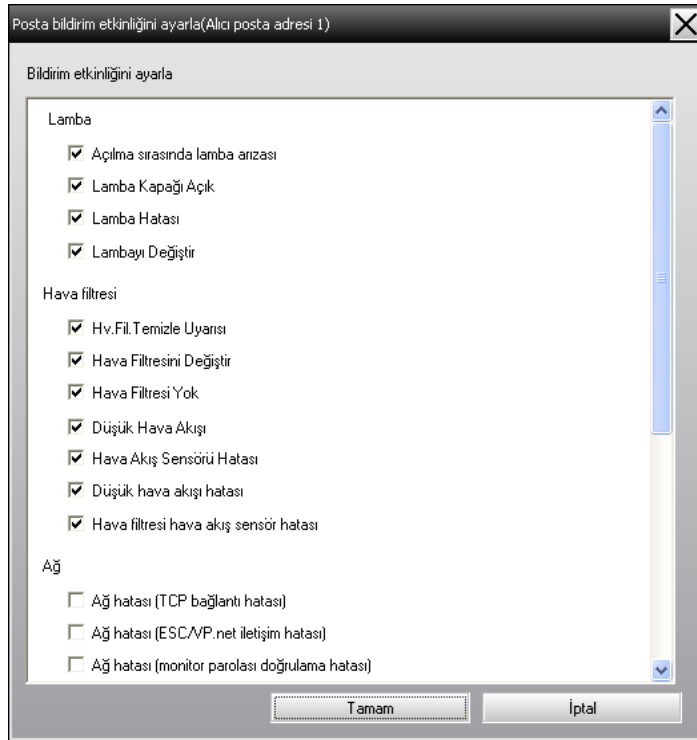 Posta bildirim etkinliğini ayarla(Alıcı posta adresi 1)
Bildirim etkinliğini ayarla
Lamba
Açılma sırasında lamba arızası
Lamba Kapağı Açık
Lamba Hatası
Lambayı Değiştir
Hava filtresi
Hv.Fil.Temizle Uyarısı
Hava Filtresini Değiştir
Hava Filtresi Yok
Düşük Hava Akışı
Hava Akış Sensörü Hatası
Düşük hava akışı hatası
Hava filtresi hava akış sensör hatası
Ağ
Ağ hatası (TCP bağlantı hatası)
Ağ hatası (ESC/VP.net iletişim hatası)
Ağ hatası (monitor parolası doğrulama hatası)
Tamam
İptal